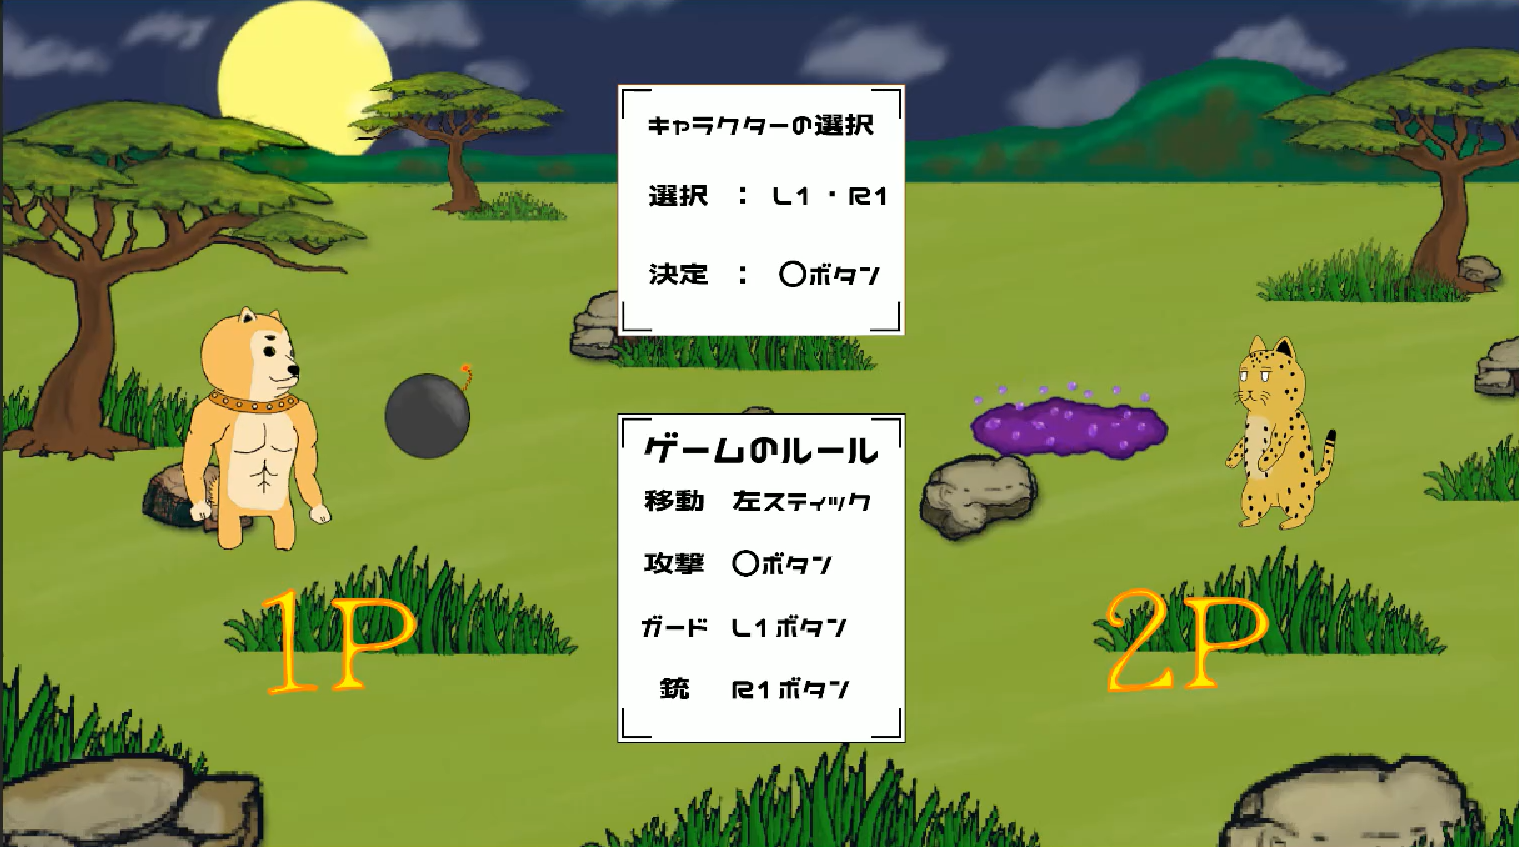 キャラクターの選択
選択 : L1・R1
決定 : 〇ボタン
ゲームのルール
移動 左スティック
攻撃 〇ボタン
ガード L1ボタン
銃 R1ボタン
1P
2P